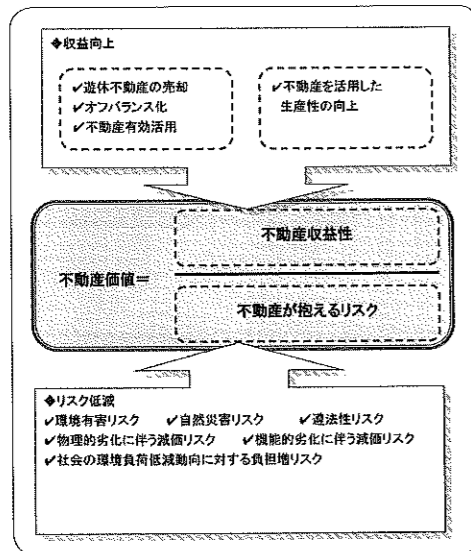 ◆収益向上
✔遊休不動産の売却
✔オフバランス化
✔不動産有効活用
✔不動産を活用した
生産性の向上
不動産収益性
不動産価値＝
不動産が抱えるリスク
◆リスク低減
✔環境有害リスク ✔自然災害リスク ✔遵法性リスク
✔物理的劣化に伴う減価リスク ✔機能的劣化に伴う減価リスク
✔社会の環境負荷低減動向に対する負担増リスク